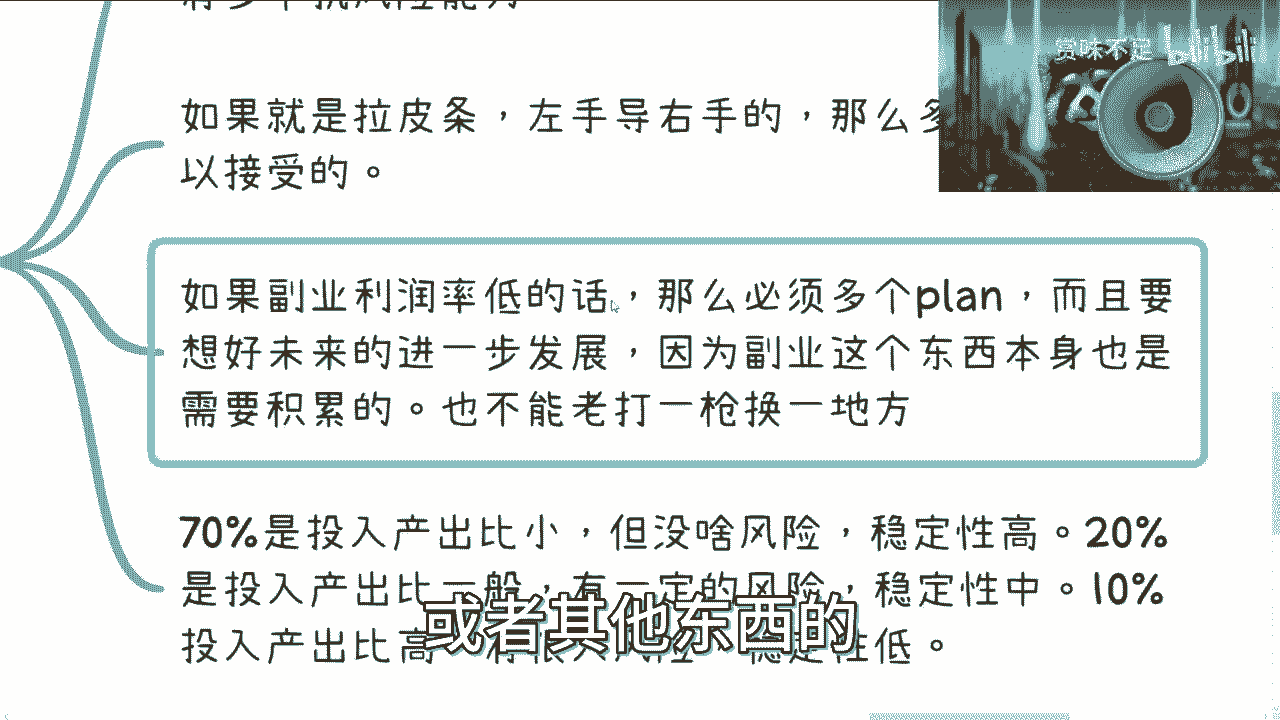 如果就是拉皮条，左手导右手的，那么多
以接受的。
如果副业利润率低的话，那么必须多个plan，而且要
想好未来的进一步发展，因为副业这个东西本身也是
需要积累的。也不能老打一枪换一地方
70%是投入产出比小，但没啥风险，稳定性高。20%
是投入产出比一般，有一定的风险，稳定性中。10%
投入产出比高 稳定性低。
或者其他东西的
赏味不足 bilibili